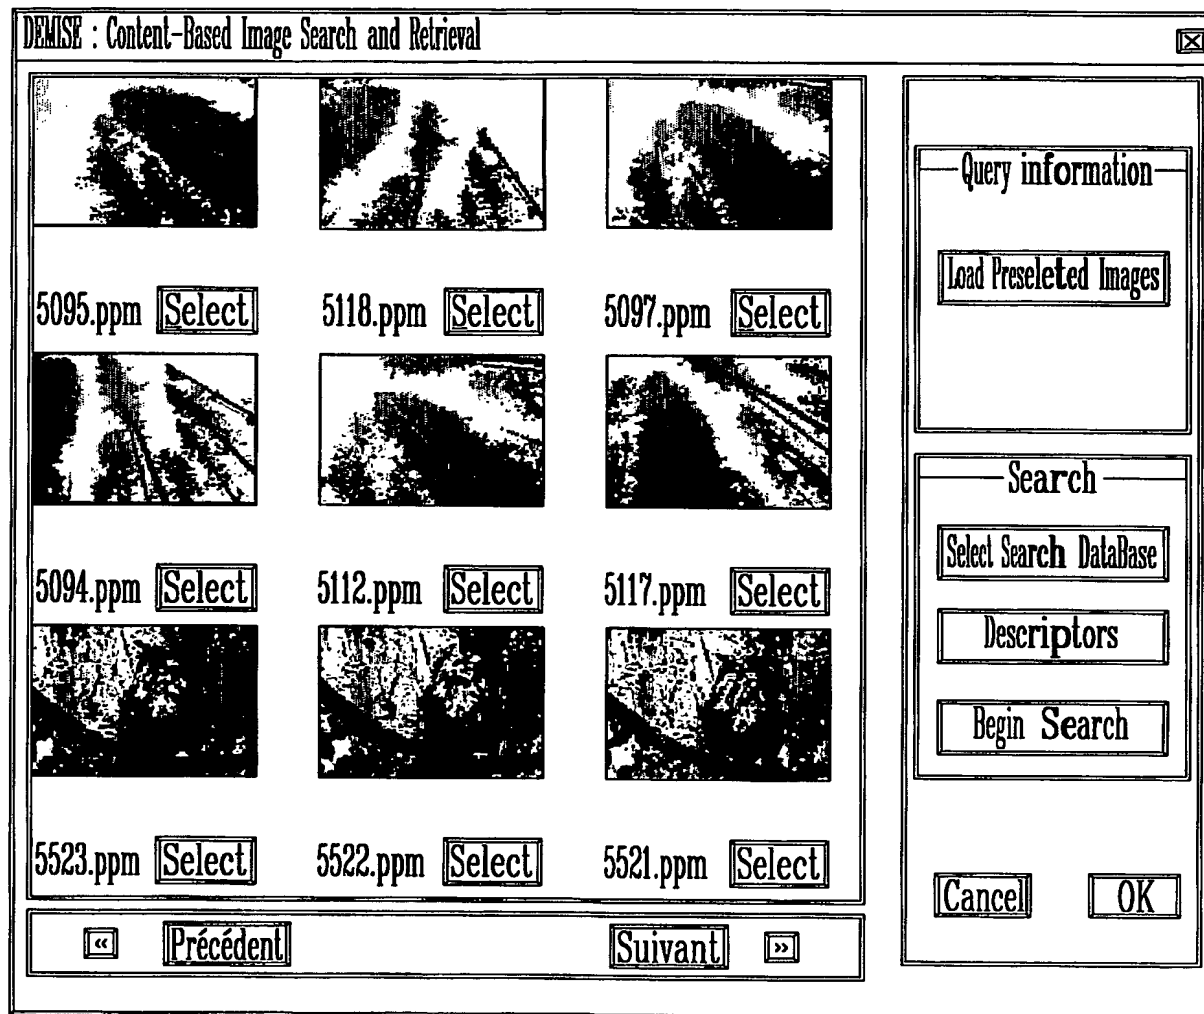 DEMISE : Content-Based Image Search and Retrieval
5095.ppm Select 5118.ppm Select 5097.ppm Select
5094.ppm Select 5112.ppm Select 5117.ppm Select
5523.ppm Select 5522.ppm Select 5521.ppm Select
« Précédent Suivant »
Query information
Load Preseleted Images
Search
Select Search DataBase
Descriptors
Begin Search
Cancel OK